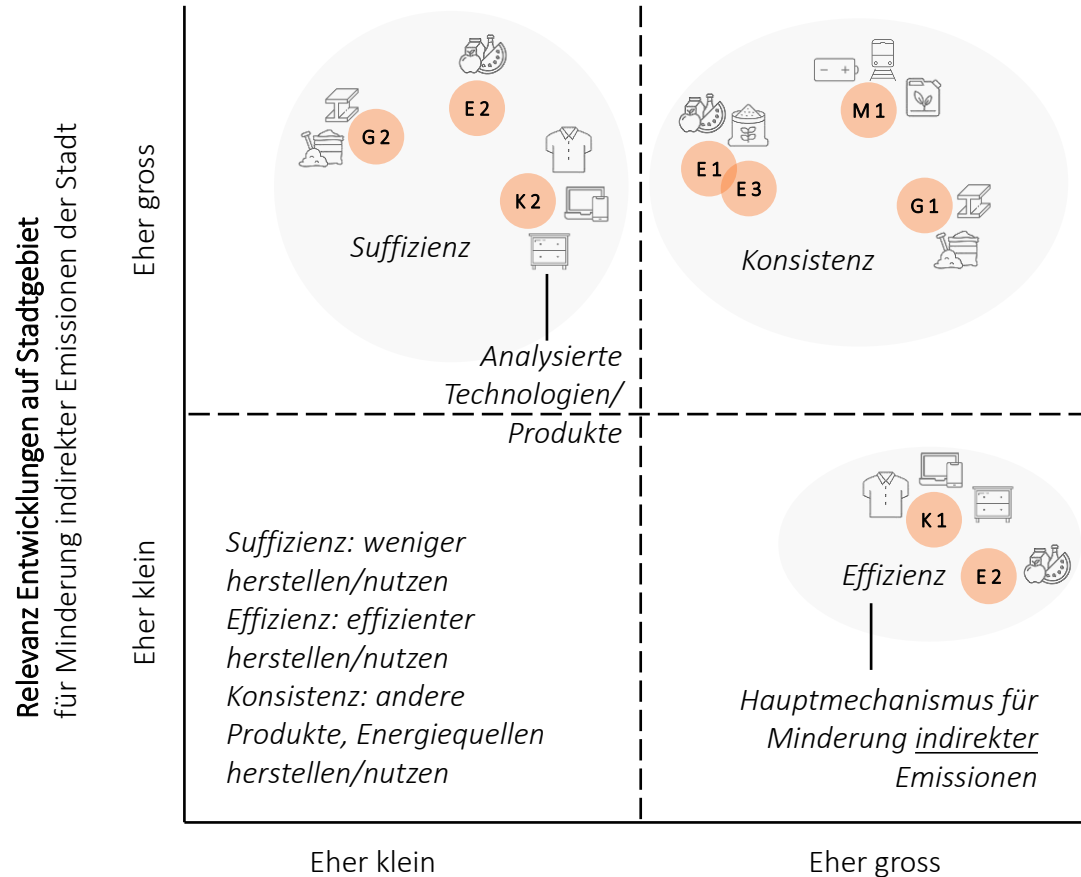 Relevanz Entwicklungen auf Stadtgebiet
für Minderung indirekter Emissionen der Stadt
Eher gross
Eher klein
E 2
G 2
K 2
Suffizienz
Analysierte
Technologien/
Produkte
M 1
E 1
E 3
G 1
Konsistenz
Suffizienz: weniger
herstellen/nutzen
Effizienz: effizienter
herstellen/nutzen
Konsistenz: andere
Produkte, Energiequellen
herstellen/nutzen
K 1
Effizienz
E 2
Hauptmechanismus für
Minderung indirekter
Emissionen
Eher klein
Eher gross